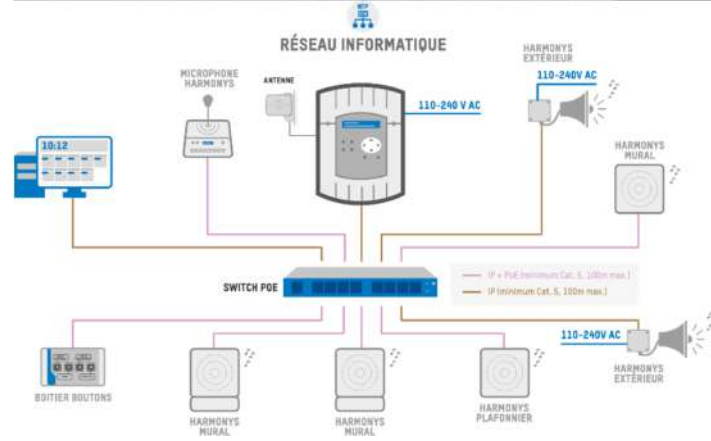 NTP
RÉSEAU INFORMATIQUE
HARMONYS
EXTÉRIEUR
MICROPHONE
HARMONYS
ANTENNE
110-240 V AC
110-240V AC
10:12
HARMONYS
MURAL
SWITCH POE
IP + PoE (minimum Cat. 5, 100m max.)
IP (minimum Cat. 5, 100m max.)
110-240V AC
BOITIER BOUTONS
HARMONYS
MURAL
HARMONYS
MURAL
HARMONYS
PLAFONNIER
HARMONYS
EXTÉRIEUR